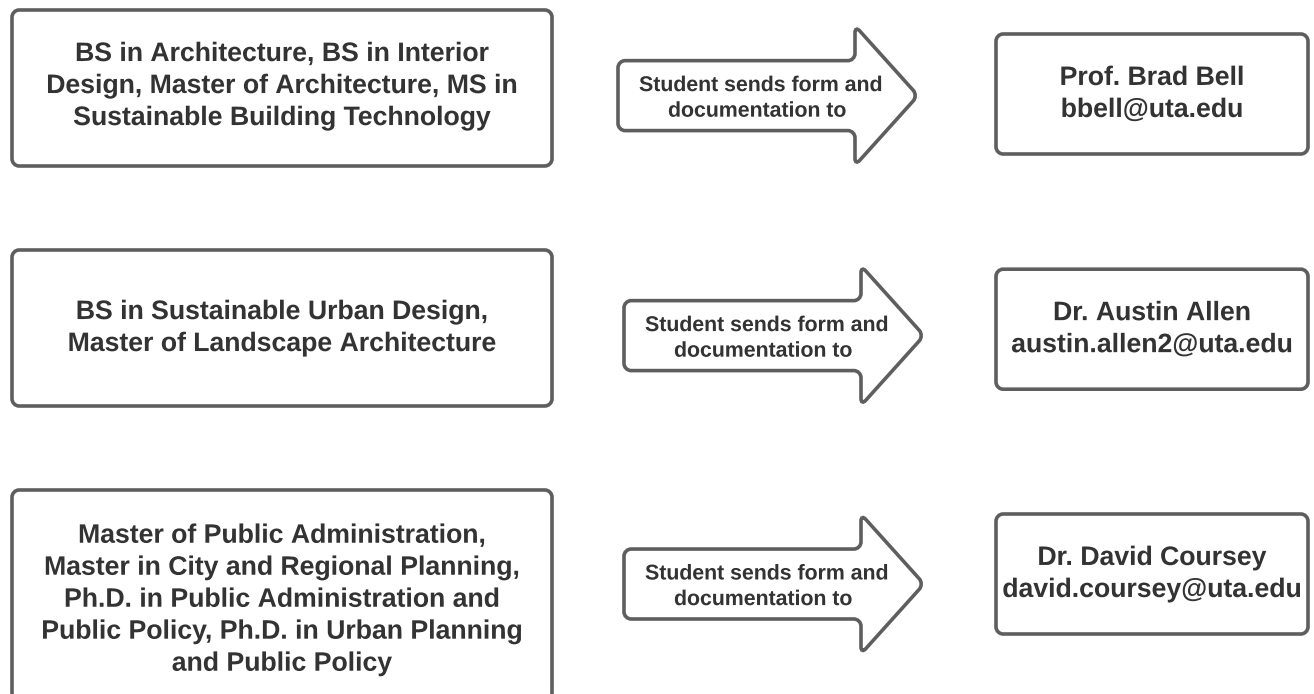 BS in Architecture, BS in Interior
Design, Master of Architecture, MS in
Sustainable Building Technology
Student sends form and
documentation to
Prof. Brad Bell
bbell@uta.edu
BS in Sustainable Urban Design,
Master of Landscape Architecture
Student sends form and
documentation to
Dr. Austin Allen
austin.allen2@uta.edu
Master of Public Administration,
Master in City and Regional Planning,
Ph.D. in Public Administration and
Public Policy, Ph.D. in Urban Planning
and Public Policy
Student sends form and
documentation to
Dr. David Coursey
david.coursey@uta.edu